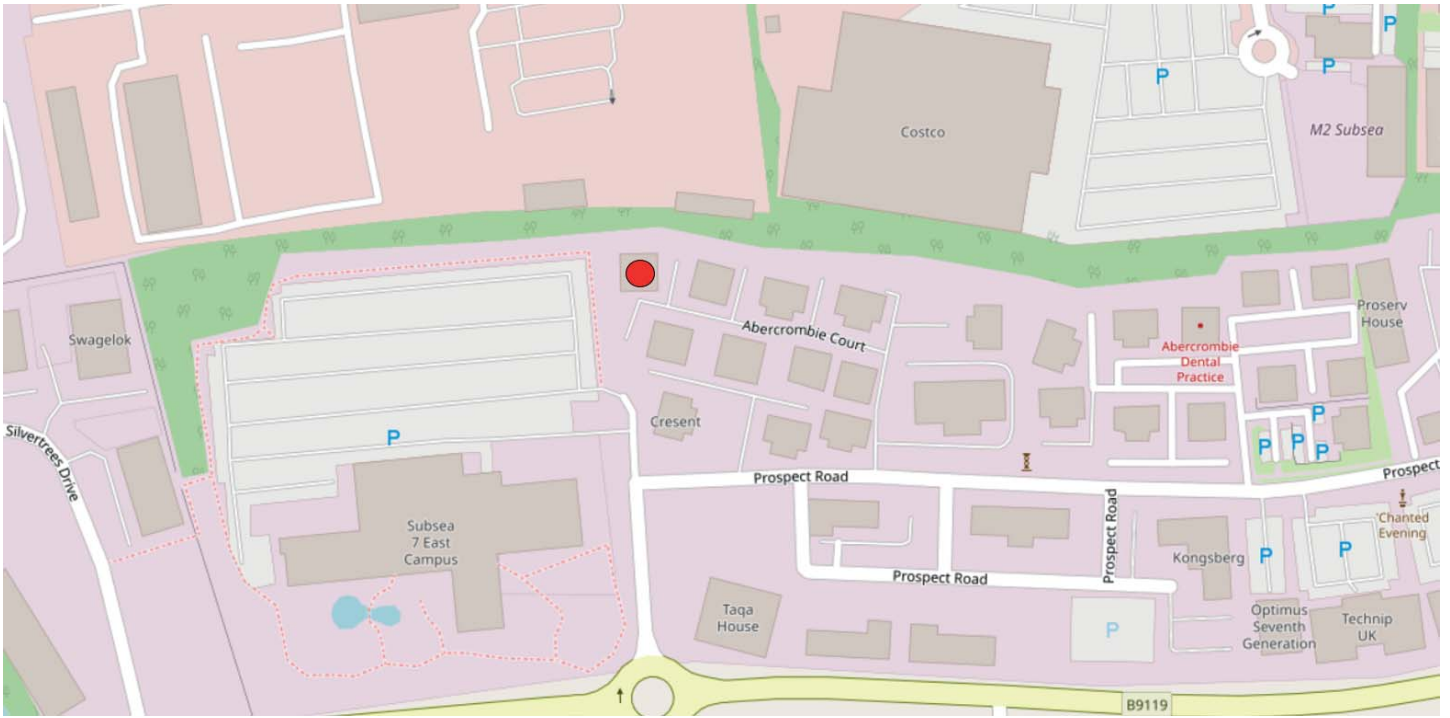 P
P
P
P
Costco
M2 Subsea
Proserv
House
Swagelok
Abercrombie Court
Abercrombie
Dental
Practice
Cresent
P
P
P
P
P
Silvertrees Drive
Prospect Road
Prospect
Subsea
7 East
Campus
Prospect Road
'Chanted
Evening
Kongsberg
P
P
Prospect Road
Taqa
House
P
Optimus
Seventh
Generation
Technip
UK
B9119